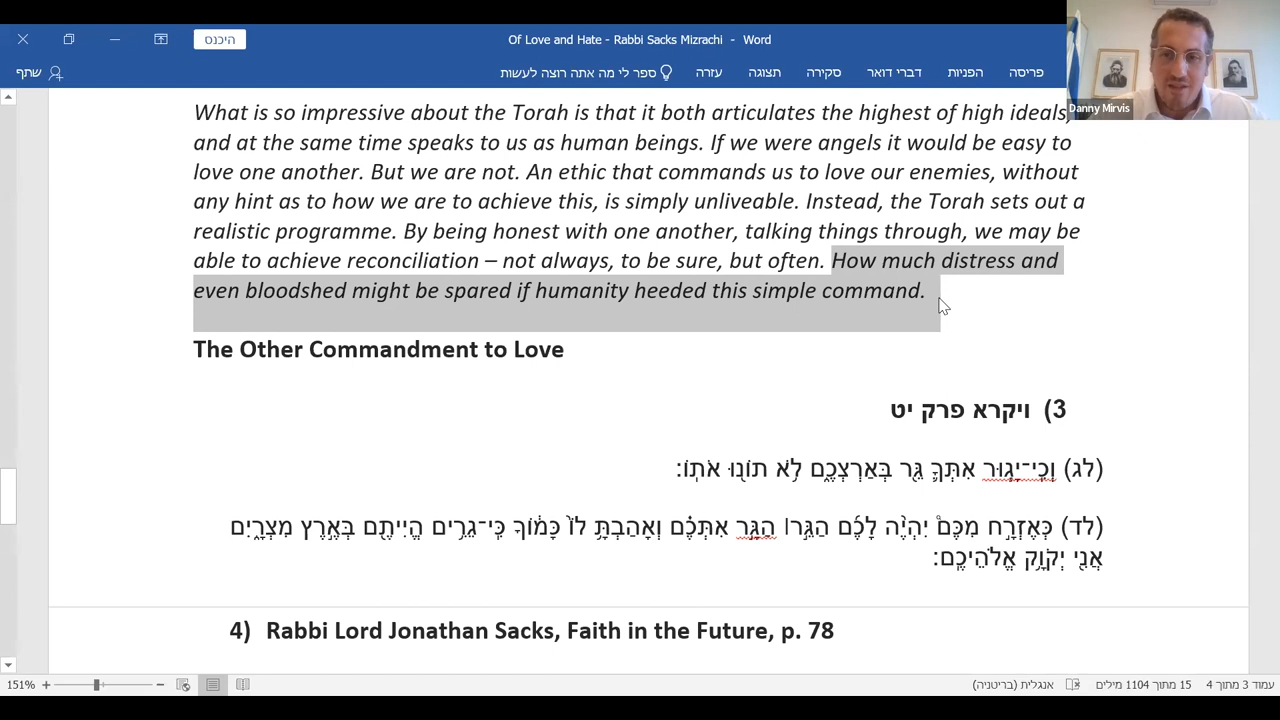 היכנס
Of Love and Hate - Rabbi Sacks Mizrachi - Word
שתף
ספר לי מה אתה רוצה לעשות
עזרה
תצוגה
סקירה
דברי דואר
הפניות
פריסה
Danny Mirvis
What is so impressive about the Torah is that it both articulates the highest of high ideals,
and at the same time speaks to us as human beings. If we were angels it would be easy to
love one another. But we are not. An ethic that commands us to love our enemies, without
any hint as to how we are to achieve this, is simply unliveable. Instead, the Torah sets out a
realistic programme. By being honest with one another, talking things through, we may be
able to achieve reconciliation – not always, to be sure, but often. How much distress and
even bloodshed might be spared if humanity heeded this simple command.
The Other Commandment to Love
3) ויקרא פרק יט
(לג) וְכִֽי־יָג֧וּר אִתְּךָ֛ גֵּ֖ר בְּאַרְצְכֶ֑ם לֹ֥א תוֹנ֖וּ אֹתֽוֹ:
(לד) כְּאֶזְרָ֣ח מִכֶּם֩ יִהְיֶ֨ה לָכֶ֜ם הַגֵּ֣ר׀ הַגָּ֣ר אִתְּכֶ֗ם וְאָהַבְתָּ֥ לוֹ֙ כָּמ֔וֹךָ כִּֽי־גֵרִ֥ים הֱיִיתֶ֖ם בְּאֶ֣רֶץ מִצְרָ֑יִם
אֲנִ֖י יְקֹוָ֥ק אֱלֹהֵיכֶֽם:
4) Rabbi Lord Jonathan Sacks, Faith in the Future, p. 78
151%
אנגלית (בריטניה)
15 מתוך 1104 מילים
עמוד 3 מתוך 4